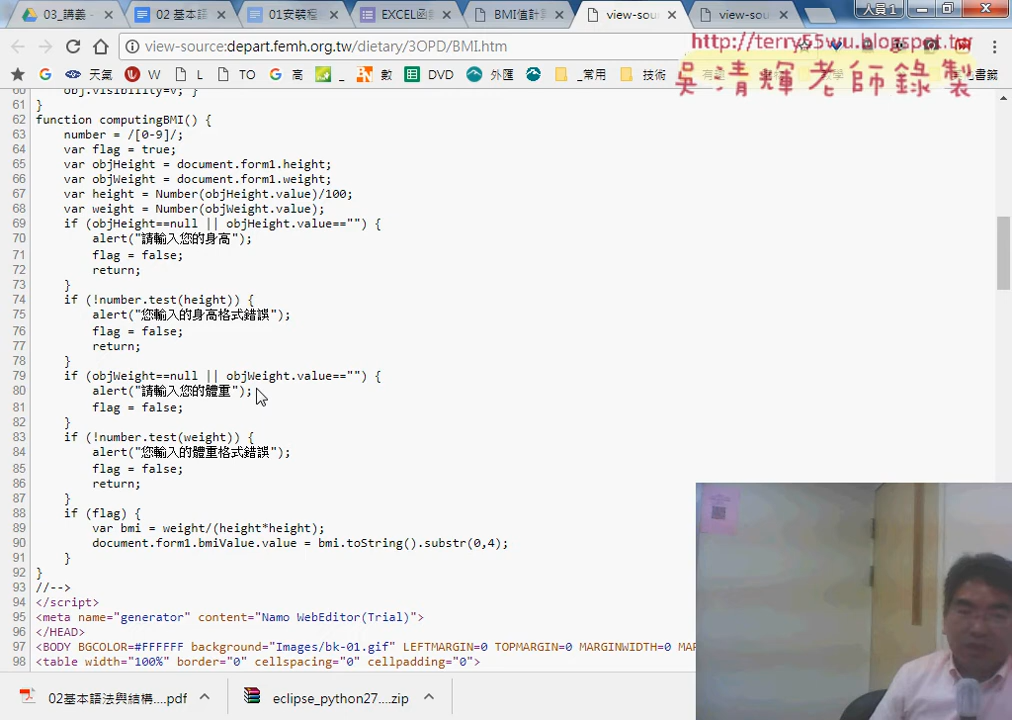 03_講義 -
02 基本語
01安裝程
EXCEL函
BMI值計
view-sou
view-sou
人員 1
view-source:depart.femh.org.tw/dietary/3OPD/BMI.htm
http://terry55wu.blogspot.tw
天氣 W L TO 高 _ 數 DVD 外匯 _常用 技術
吳清輝老師錄製
60 obj.visibility=v; }
61 }
62 function computingBMI() {
63 number = /[0-9]/;
64 var flag = true;
65 var objHeight = document.form1.height;
66 var objWeight = document.form1.weight;
67 var height = Number(objHeight.value)/100;
68 var weight = Number(objWeight.value);
69 if (objHeight==null || objHeight.value=="") {
70 alert("請輸入您的身高");
71 flag = false;
72 return;
73 }
74 if (!number.test(height)) {
75 alert("您輸入的身高格式錯誤");
76 flag = false;
77 return;
78 }
79 if (objWeight==null || objWeight.value=="") {
80 alert("請輸入您的體重");
81 flag = false;
82 }
83 if (!number.test(weight)) {
84 alert("您輸入的體重格式錯誤");
85 flag = false;
86 return;
87 }
88 if (flag) {
89 var bmi = weight/(height*height);
90 document.form1.bmiValue.value = bmi.toString().substr(0,4);
91 }
92 }
93 //-->
94 </script>
95 <meta name="generator" content="Namo WebEditor(Trial)">
96 </HEAD>
97 <BODY BGCOLOR=#FFFFFF background="Images/bk-01.gif" LEFTMARGIN=0 TOPMARGIN=0 MARGINWIDTH=0 MAR
98 <table width="100%" border="0" cellspacing="0" cellpadding="0">
02基本語法與結構....pdf
eclipse_python27....zip